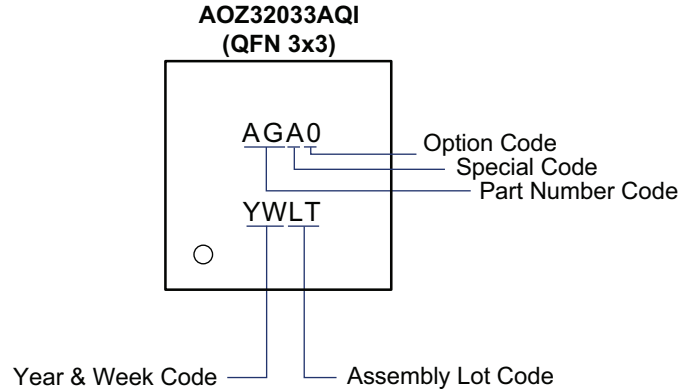 AOZ32033AQI
(QFN 3x3)
AGA0
Option Code
Special Code
Part Number Code
YWLT
Year & Week Code
Assembly Lot Code